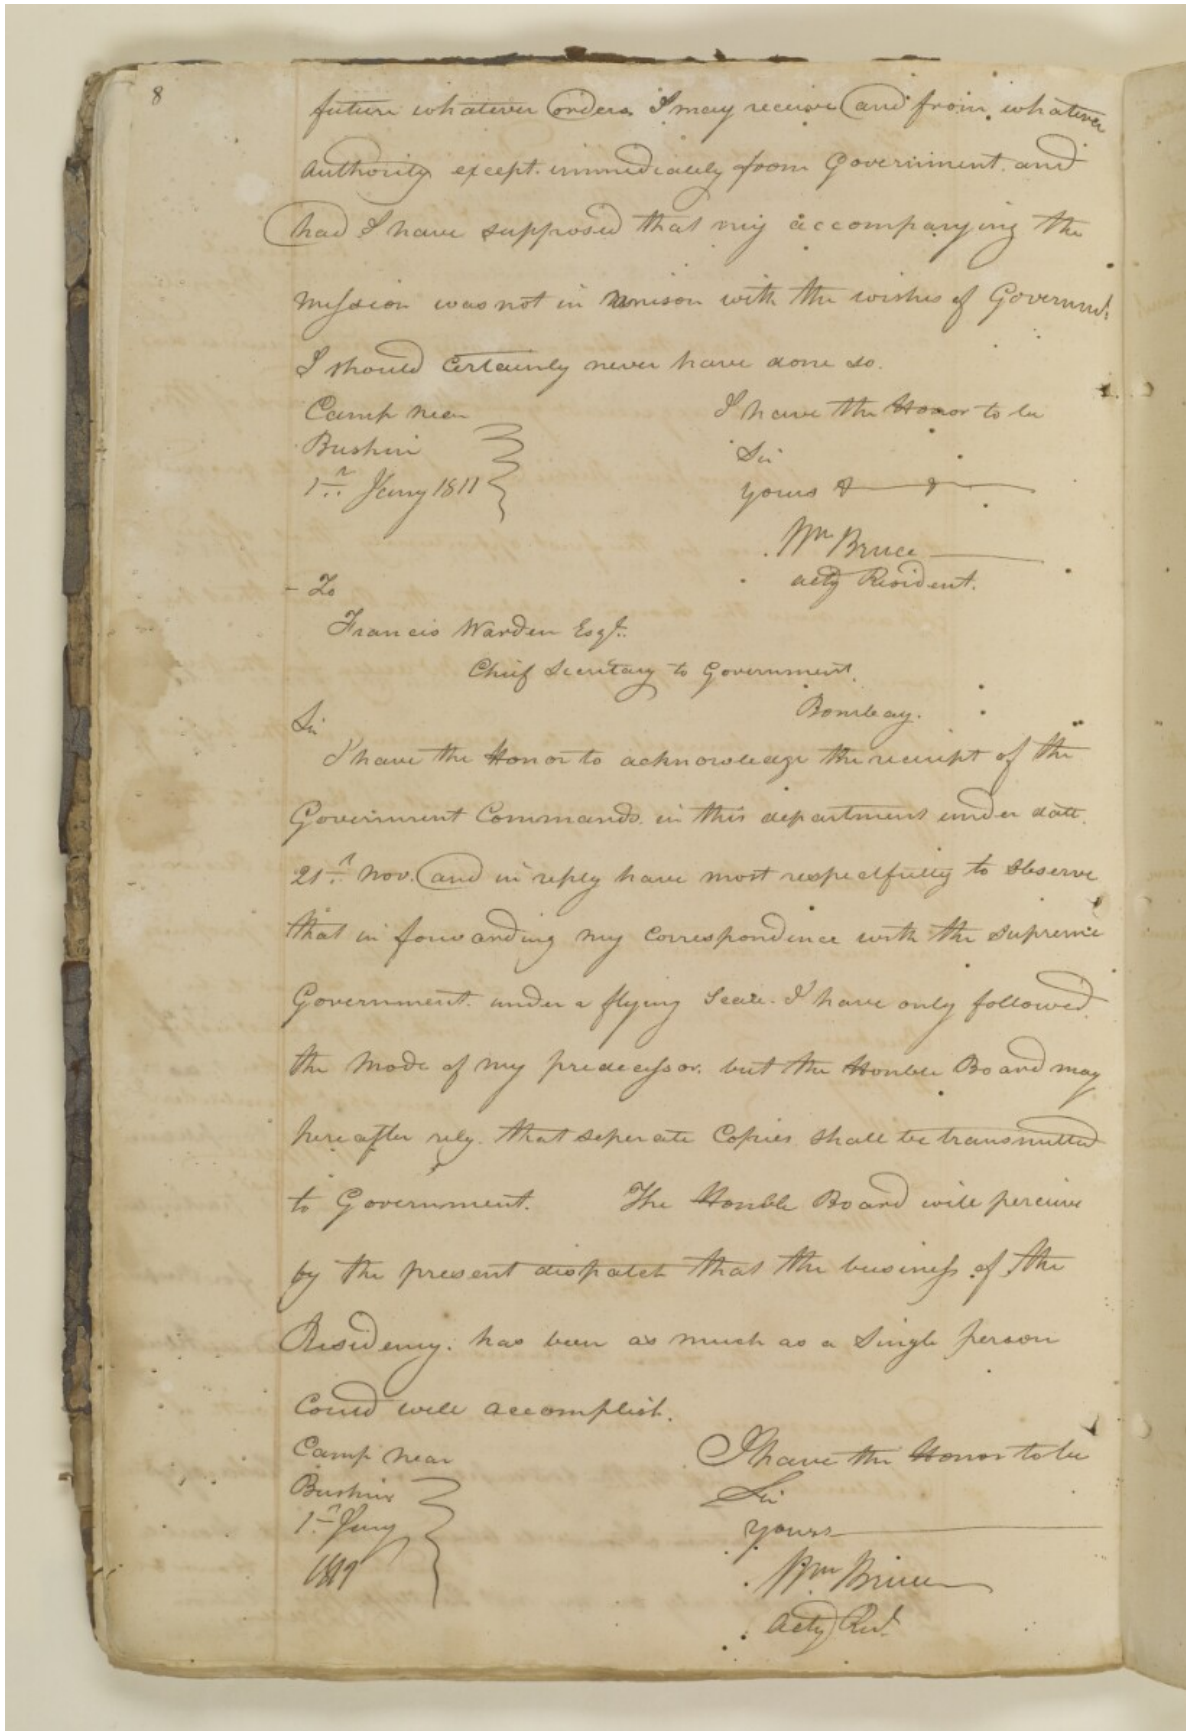 8
future whatever orders I may receive and from whatever
authority except immediately from Government and
had I have supposed that my accompanying the
mission was not in unison with the wishes of Governmt
I should certainly never have done so.
Camp near
I have the Honor to be
Bushire
Sir
1st Jany 1811
yours &
Wm Bruce
actg Resident.
To
Francis Warden Esqr.
Chief Secretary to Government.
Bombay.
Sir
I have the Honor to acknowledge the receipt of the
Government Commands in this department under date
21st Nov. and in reply have most respectfully to observe
that in forwarding my correspondence with the Supreme
Government under a flying Seal. I have only followed
the mode of my predecessor. but the Honble Board may
hereafter rely that seperate Copies shall be transmitted
to Government. The Honble Board will perceive
by the present dispatch that the business of the
Residency. has been as much as a Single person
Could well accomplish.
Camp near
I have the Honor to be
Bushire
Sir
1st Jany
yours
Wm Bruce
Actg Resd.